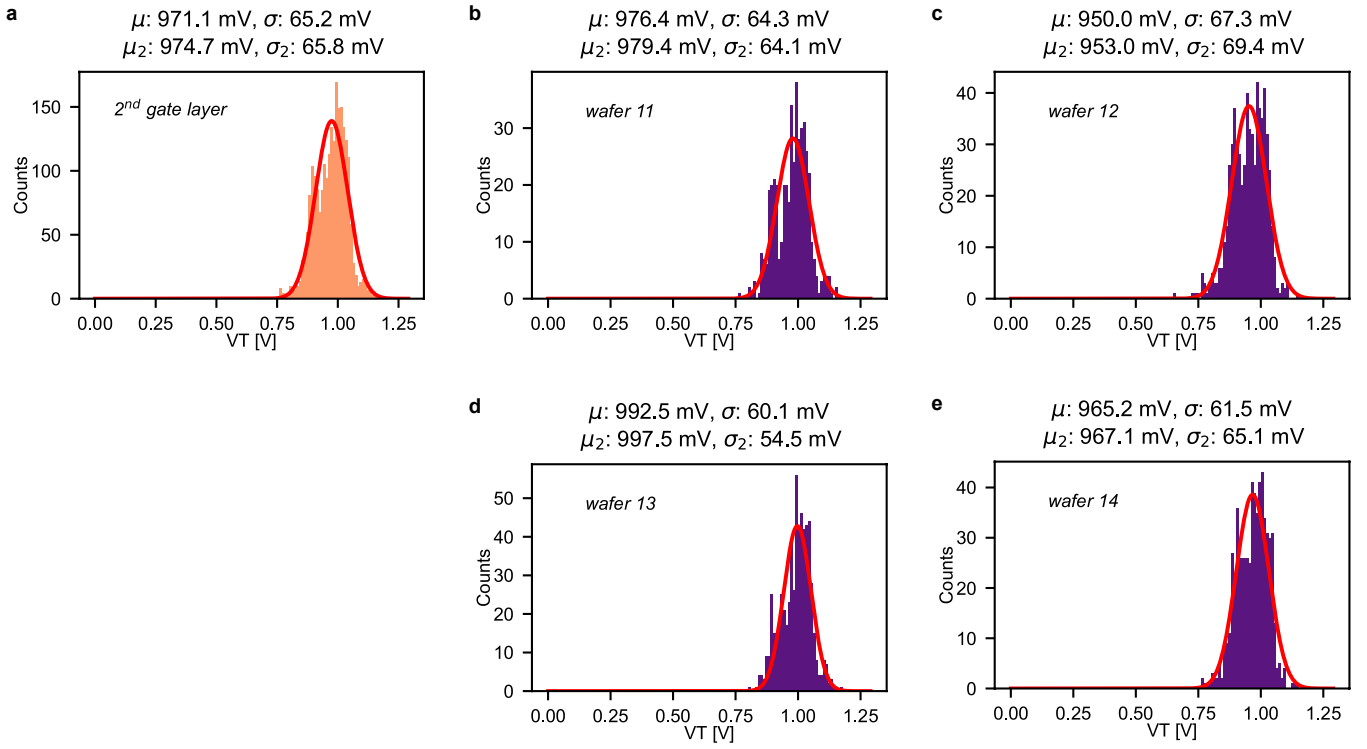 a
μ: 971.1 mV, σ: 65.2 mV
μ₂: 974.7 mV, σ₂: 65.8 mV
2nd gate layer
Counts
150
100
50
0
0.00 0.25 0.50 0.75 1.00 1.25
VT [V]
b
μ: 976.4 mV, σ: 64.3 mV
μ₂: 979.4 mV, σ₂: 64.1 mV
wafer 11
Counts
30
20
10
0
0.00 0.25 0.50 0.75 1.00 1.25
VT [V]
c
μ: 950.0 mV, σ: 67.3 mV
μ₂: 953.0 mV, σ₂: 69.4 mV
wafer 12
Counts
40
30
20
10
0
0.00 0.25 0.50 0.75 1.00 1.25
VT [V]
d
μ: 992.5 mV, σ: 60.1 mV
μ₂: 997.5 mV, σ₂: 54.5 mV
wafer 13
Counts
50
40
30
20
10
0
0.00 0.25 0.50 0.75 1.00 1.25
VT [V]
e
μ: 965.2 mV, σ: 61.5 mV
μ₂: 967.1 mV, σ₂: 65.1 mV
wafer 14
Counts
40
30
20
10
0
0.00 0.25 0.50 0.75 1.00 1.25
VT [V]